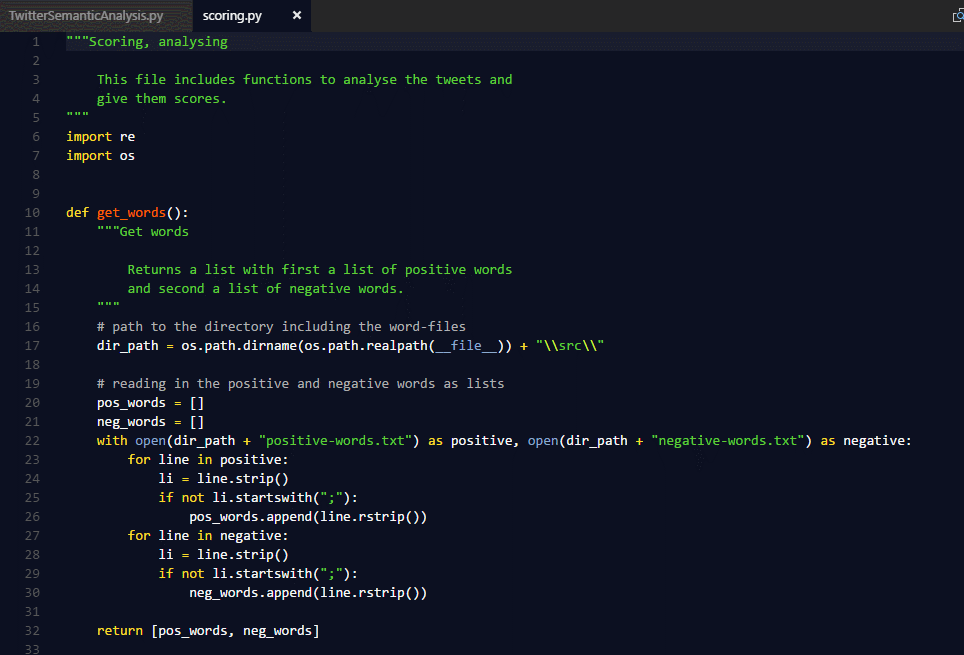 TwitterSemanticAnalysis.py scoring.py ×
1 """Scoring, analysing
2
3     This file includes functions to analyse the tweets and
4     give them scores.
5 """
6 import re
7 import os
8
9
10 def get_words():
11     """Get words
12
13         Returns a list with first a list of positive words
14         and second a list of negative words.
15     """
16     # path to the directory including the word-files
17     dir_path = os.path.dirname(os.path.realpath(__file__)) + "\\src\\"
18
19     # reading in the positive and negative words as lists
20     pos_words = []
21     neg_words = []
22     with open(dir_path + "positive-words.txt") as positive, open(dir_path + "negative-words.txt") as negative:
23         for line in positive:
24             li = line.strip()
25             if not li.startswith(";"):
26                 pos_words.append(line.rstrip())
27         for line in negative:
28             li = line.strip()
29             if not li.startswith(";"):
30                 neg_words.append(line.rstrip())
31
32     return [pos_words, neg_words]
33